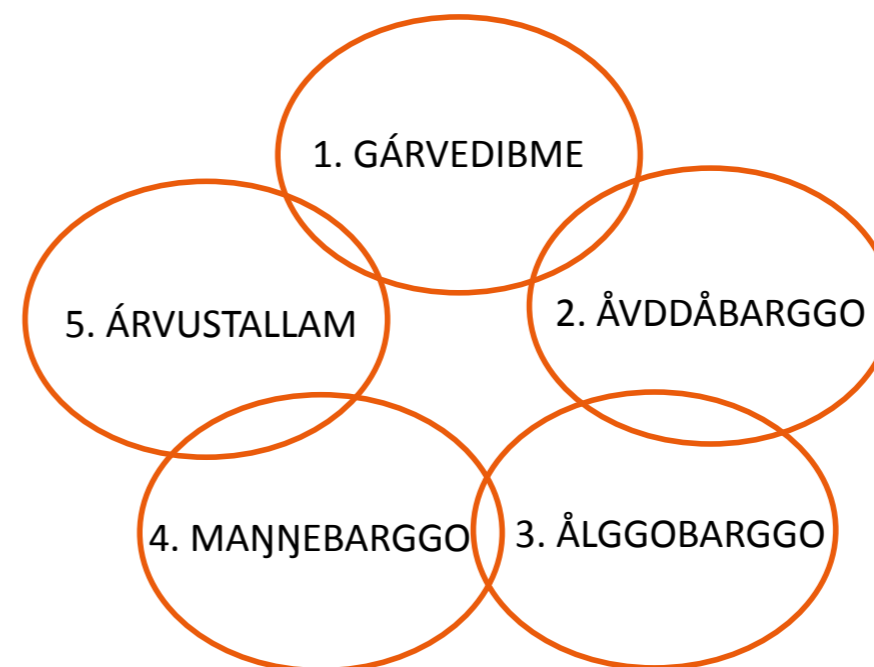 1. GÁRVEDIBME
2. ÅVDDÅBARGGO
3. ÅLGGOBARGGO
4. MAŊŊEBARGGO
5. ÁRVUSTALLAM